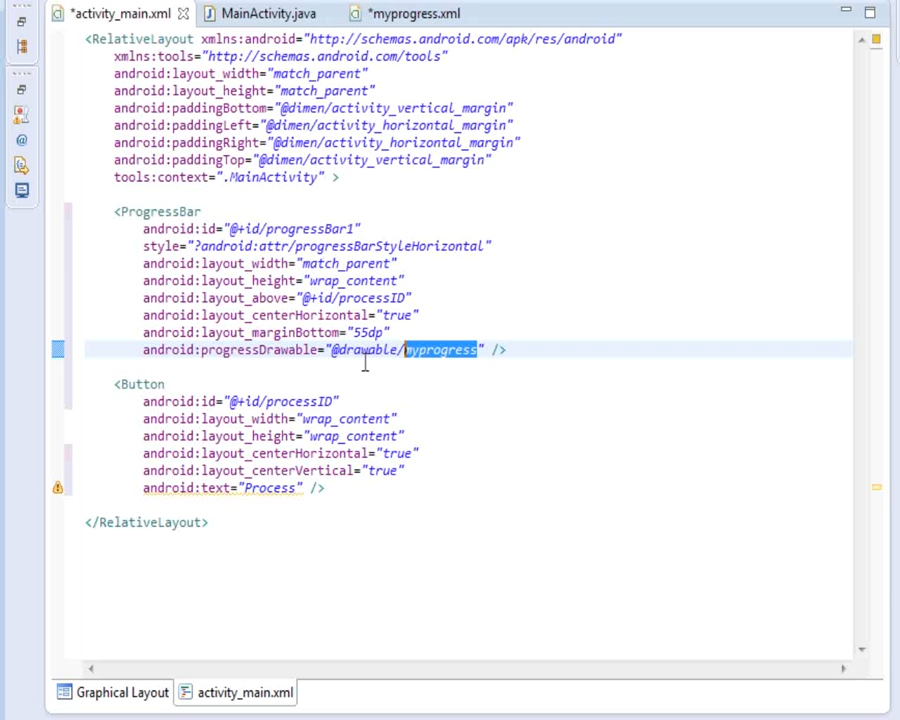 *activity_main.xml
MainActivity.java
*myprogress.xml
<RelativeLayout xmlns:android="http://schemas.android.com/apk/res/android"
xmlns:tools="http://schemas.android.com/tools"
android:layout_width="match_parent"
android:layout_height="match_parent"
android:paddingBottom="@dimen/activity_vertical_margin"
android:paddingLeft="@dimen/activity_horizontal_margin"
android:paddingRight="@dimen/activity_horizontal_margin"
android:paddingTop="@dimen/activity_vertical_margin"
tools:context=".MainActivity" >
<ProgressBar
android:id="@+id/progressBar1"
style="?android:attr/progressBarStyleHorizontal"
android:layout_width="match_parent"
android:layout_height="wrap_content"
android:layout_above="@+id/processID"
android:layout_centerHorizontal="true"
android:layout_marginBottom="55dp"
android:progressDrawable="@drawable/myprogress" />
<Button
android:id="@+id/processID"
android:layout_width="wrap_content"
android:layout_height="wrap_content"
android:layout_centerHorizontal="true"
android:layout_centerVertical="true"
android:text="Process" />
</RelativeLayout>
Graphical Layout
activity_main.xml